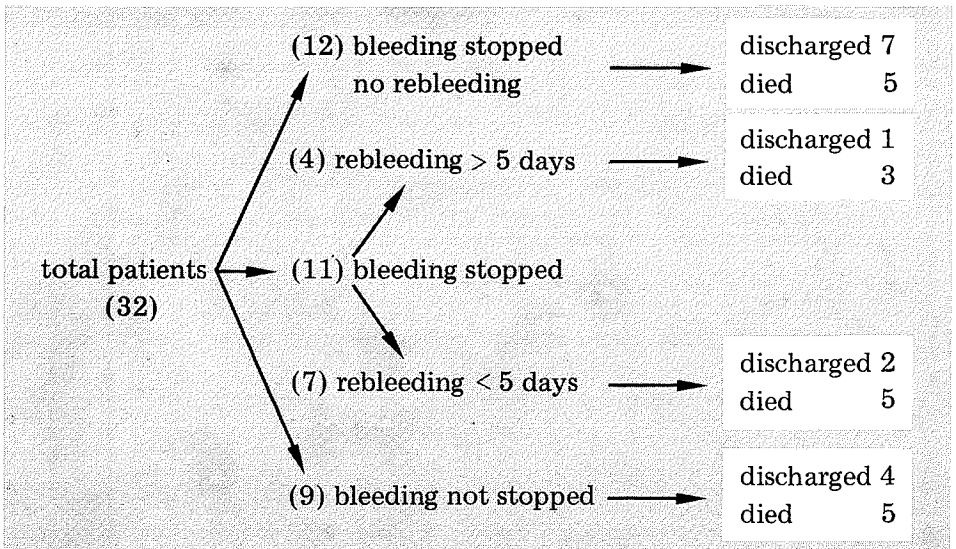 (12) bleeding stopped
no rebleeding
discharged 7
died 5
(4) rebleeding > 5 days
discharged 1
died 3
total patients
(32)
(11) bleeding stopped
(7) rebleeding < 5 days
discharged 2
died 5
(9) bleeding not stopped
discharged 4
died 5